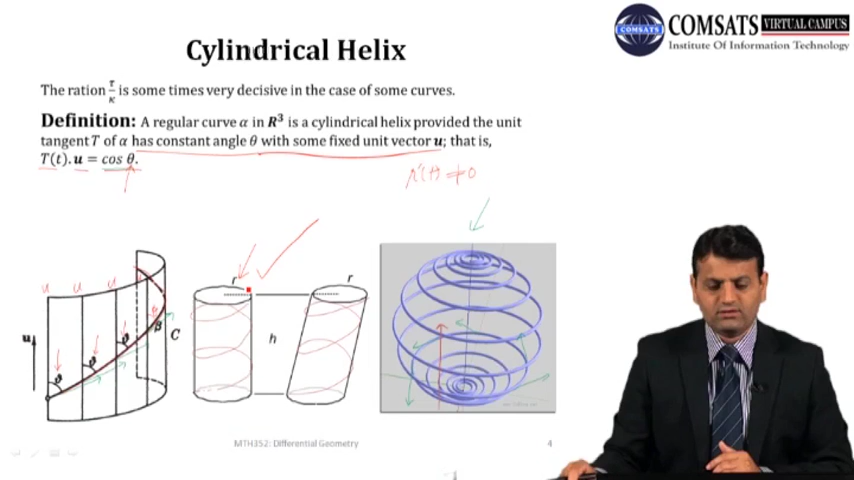 COMSATS
COMSATS VIRTUAL CAMPUS
Institute Of Information Technology
Cylindrical Helix
The ration τ/κ is some times very decisive in the case of some curves.
Definition: A regular curve α in R³ is a cylindrical helix provided the unit
tangent T of α has constant angle θ with some fixed unit vector u; that is,
T(t). u = cos θ.
α'(t) ≠ 0
r
r
u u u
u
ϑ ϑ ϑ
β
C
h
MTH352: Differential Geometry
4